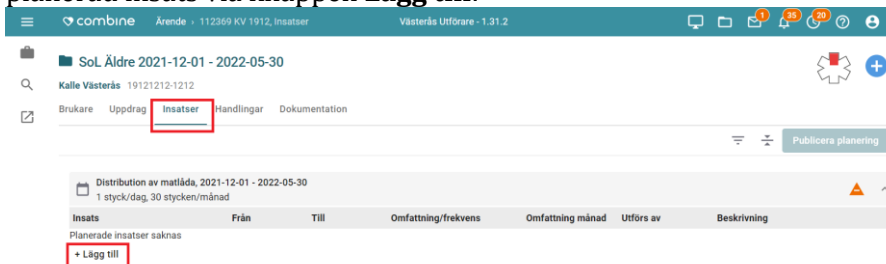 planerad insats via knappen Lägg till.
combine Ärende › 112369 KV 1912, Insatser Västerås Utförare - 1.31.2 1 35 20
SoL Äldre 2021-12-01 - 2022-05-30
Kalle Västerås 19121212-1212
Brukare Uppdrag Insatser Handlingar Dokumentation
Publicera planering
Distribution av matlåda, 2021-12-01 - 2022-05-30
1 styck/dag, 30 stycken/månad
Insats Från Till Omfattning/frekvens Omfattning månad Utförs av Beskrivning
Planerade insatser saknas
+ Lägg till